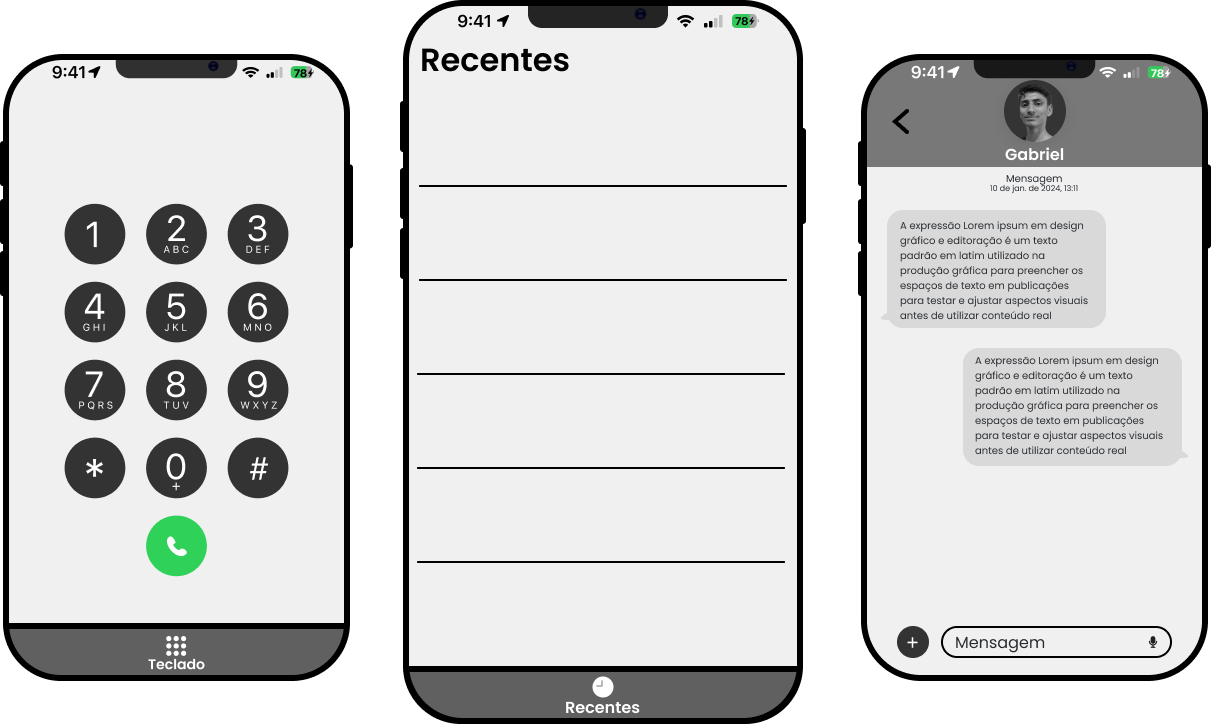 9:41
78
1
2
ABC
3
DEF
4
GHI
5
JKL
6
MNO
7
PQRS
8
TUV
9
WXYZ
*
0
+
#
Teclado
9:41
78
Recentes
Recentes
9:41
78
Gabriel
Mensagem
10 de jan. de 2024, 13:11
A expressão Lorem ipsum em design
gráfico e editoração é um texto
padrão em latim utilizado na
produção gráfica para preencher os
espaços de texto em publicações
para testar e ajustar aspectos visuais
antes de utilizar conteúdo real
A expressão Lorem ipsum em design
gráfico e editoração é um texto
padrão em latim utilizado na
produção gráfica para preencher os
espaços de texto em publicações
para testar e ajustar aspectos visuais
antes de utilizar conteúdo real
+
Mensagem